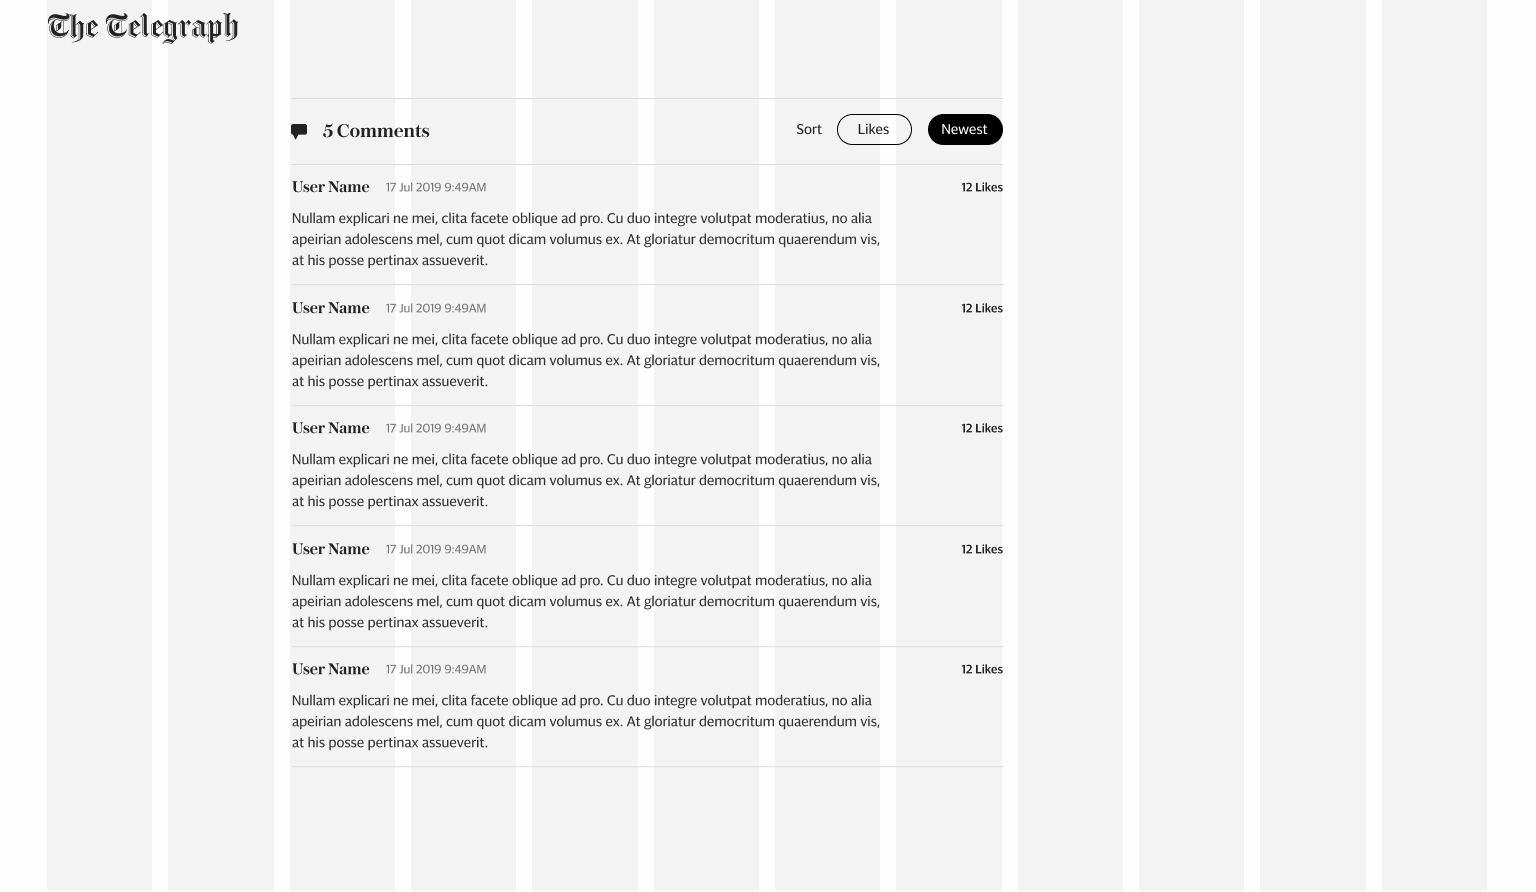 The Telegraph
5 Comments
Sort Likes Newest
User Name 17 Jul 2019 9:49AM 12 Likes
Nullam explicari ne mei, clita facete oblique ad pro. Cu duo integre volutpat moderatius, no alia
apeirian adolescens mel, cum quot dicam volumus ex. At gloriatur democritum quaerendum vis,
at his posse pertinax assueverit.
User Name 17 Jul 2019 9:49AM 12 Likes
Nullam explicari ne mei, clita facete oblique ad pro. Cu duo integre volutpat moderatius, no alia
apeirian adolescens mel, cum quot dicam volumus ex. At gloriatur democritum quaerendum vis,
at his posse pertinax assueverit.
User Name 17 Jul 2019 9:49AM 12 Likes
Nullam explicari ne mei, clita facete oblique ad pro. Cu duo integre volutpat moderatius, no alia
apeirian adolescens mel, cum quot dicam volumus ex. At gloriatur democritum quaerendum vis,
at his posse pertinax assueverit.
User Name 17 Jul 2019 9:49AM 12 Likes
Nullam explicari ne mei, clita facete oblique ad pro. Cu duo integre volutpat moderatius, no alia
apeirian adolescens mel, cum quot dicam volumus ex. At gloriatur democritum quaerendum vis,
at his posse pertinax assueverit.
User Name 17 Jul 2019 9:49AM 12 Likes
Nullam explicari ne mei, clita facete oblique ad pro. Cu duo integre volutpat moderatius, no alia
apeirian adolescens mel, cum quot dicam volumus ex. At gloriatur democritum quaerendum vis,
at his posse pertinax assueverit.